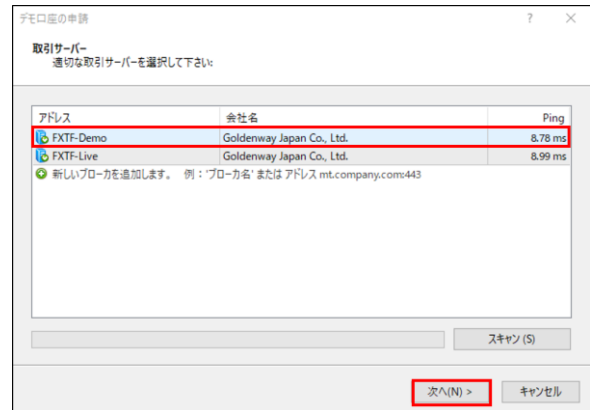 デモ口座の申請
取引サーバー
適切な取引サーバーを選択して下さい:
アドレス 会社名 Ping
FXTF-Demo Goldenway Japan Co., Ltd. 8.78 ms
FXTF-Live Goldenway Japan Co., Ltd. 8.99 ms
新しいブローカを追加します。 例：'ブローカ名' または アドレス mt.company.com:443
スキャン (S)
次へ(N) > キャンセル